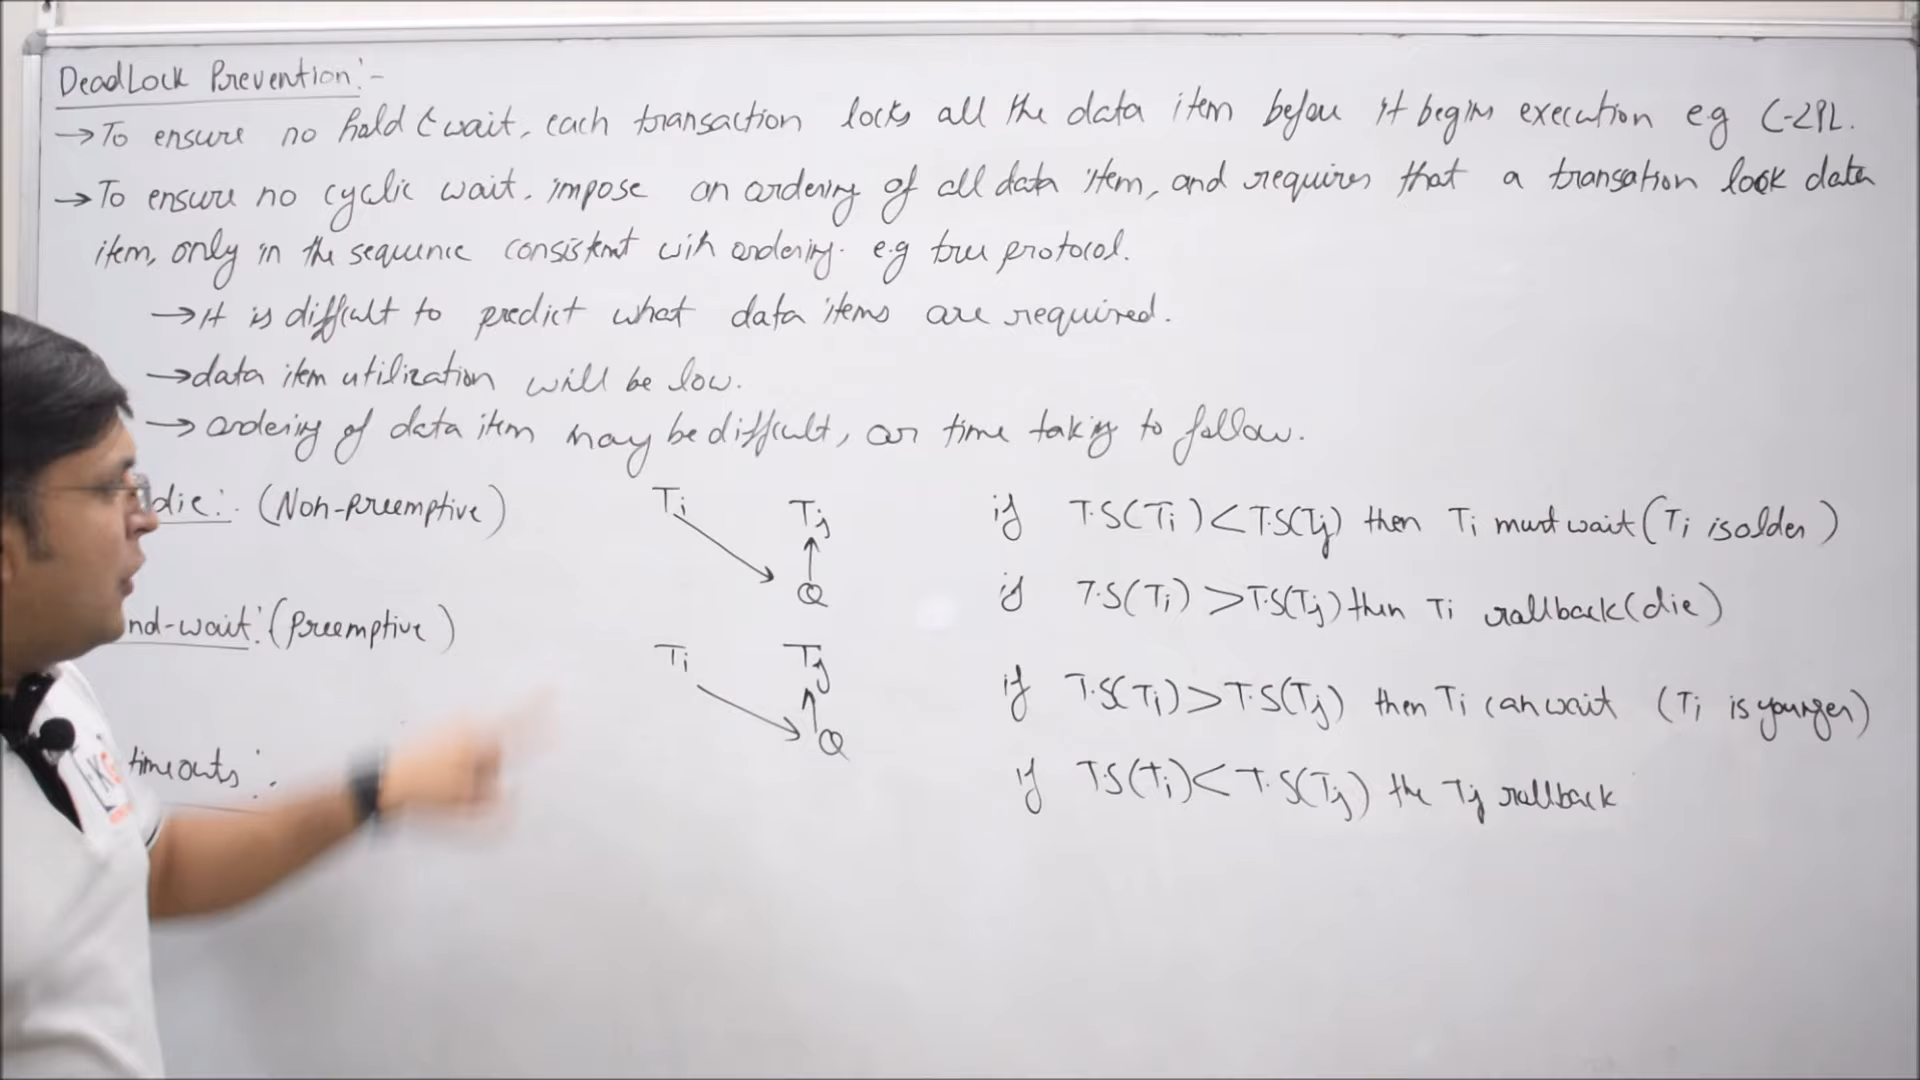 DeadLock Prevention:-
→To ensure no hold & wait, each transaction locks all the data item before it begins execution e.g C-2PL.
→To ensure no cyclic wait, impose an ordering of all data item, and requires that a transation lock data
item, only in the sequence consistent with ordering. e.g tree protocol.
→It is difficult to predict what data items are required.
→data item utilization will be low.
→ordering of data item may be difficult, or time taking to follow.
die:- (Non-preemptive)
Ti Tj
Q
if T.S(Ti) < T.S(Tj) then Ti must wait (Ti is older)
if T.S(Ti) > T.S(Tj) then Ti rollback (die)
nd-wait: (Preemptive)
Ti Tj
Q
if T.S(Ti) > T.S(Tj) then Ti can wait (Ti is younger)
if T.S(Ti) < T.S(Tj) the Tj rollback
timeouts:-